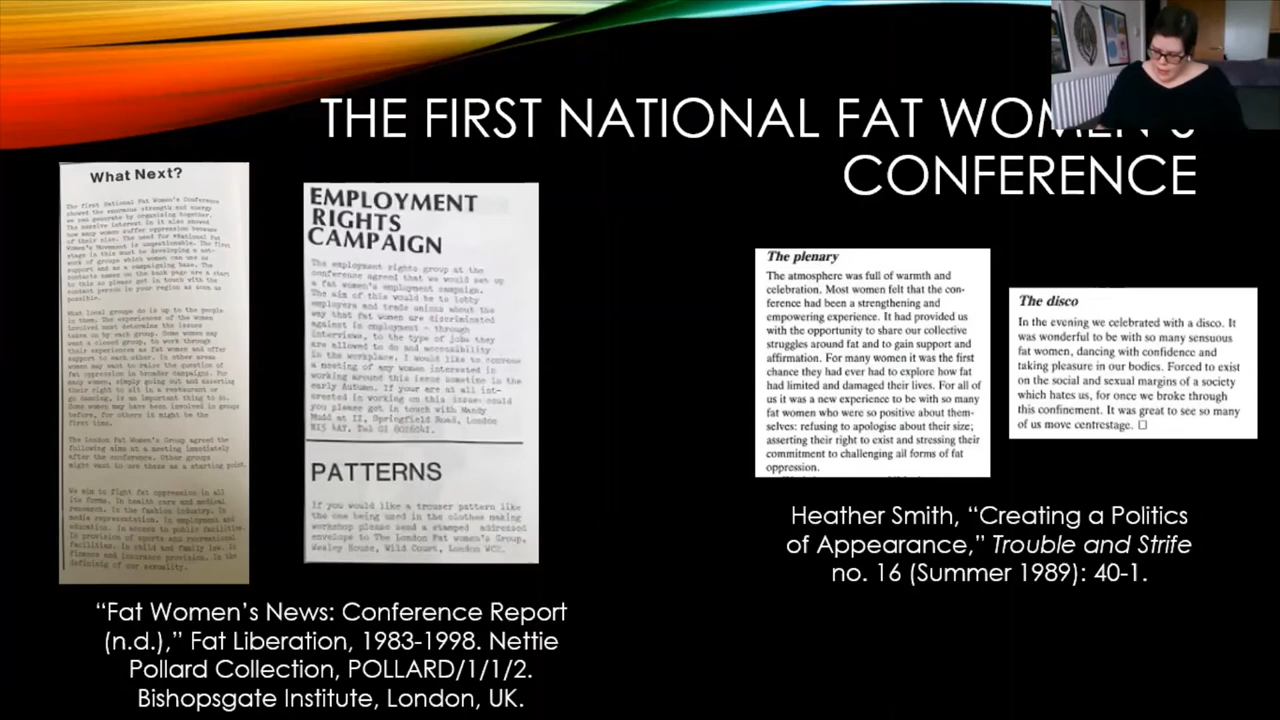 THE FIRST NATIONAL FAT WOMEN'S
CONFERENCE
What Next?
The first National Fat Women's Conference
showed the enormous strength and energy
we can generate by organising together.
The massive interest in it also showed
how many women suffer oppression because
of their size. The need for a National Fat
Women's Movement is unquestionable. The first
stage in this must be developing a net-
work of groups which women can use as
support and as a campaigning base. The
contacts names on the back page are a start
to this so please get in touch with the
contact person in your region as soon as
possible.
What local groups do is up to the people
in them. The experiences of the women
involved must determine the issues
taken on by each group. Some women may
want a closed group, to work through
their experiences as fat women and offer
support to each other. In other areas
women may want to raise the question of
fat oppression in broader campaigns. For
many women, simply going out and asserting
their right to sit in a restaurant or
go dancing, is an important thing to do.
Some women may have been involved in groups
before, for others it might be the
first time.
The London Fat Women's Group agreed the
following aims at a meeting immediately
after the conference. Other groups
might want to use these as a starting point.
We aim to fight fat oppression in all
its forms. In health care and medical
research. In the fashion industry. In
media representation. In employment and
education. In access to public facilities.
In provision of sports and recreational
facilities. In child and family law. In
finance and insurance provision. In the
defining of our sexuality.
EMPLOYMENT
RIGHTS
CAMPAIGN
The employment rights group at the
conference agreed that we would set up
a fat women's employment campaign.
The aim of this would be to lobby
employers and trade unions about the
way that fat women are discriminated
against in employment - through
interviews, to the type of jobs they
are allowed to do and accessibility
in the workplace. I would like to convene
a meeting of any women interested in
working around this issue sometime in the
early Autumn. If your are at all int-
erested in working on this issue could
you please get in touch with Mandy
Mudd at 12, Springfield Road, London
N15 4AY. Tel 01
PATTERNS
If you would like a trouser pattern like
the one being used in the clothes making
workshop please send a stamped addressed
envelope to The London Fat women's Group,
Wesley House, Wild Court, London WC2.
"Fat Women's News: Conference Report
(n.d.)," Fat Liberation, 1983-1998. Nettie
Pollard Collection, POLLARD/1/1/2.
Bishopsgate Institute, London, UK.
The plenary
The atmosphere was full of warmth and
celebration. Most women felt that the con-
ference had been a strengthening and
empowering experience. It had provided us
with the opportunity to share our collective
struggles around fat and to gain support and
affirmation. For many women it was the first
chance they had ever had to explore how fat
had limited and damaged their lives. For all of
us it was a new experience to be with so many
fat women who were so positive about them-
selves: refusing to apologise about their size;
asserting their right to exist and stressing their
commitment to challenging all forms of fat
oppression.
The disco
In the evening we celebrated with a disco. It
was wonderful to be with so many sensuous
fat women, dancing with confidence and
taking pleasure in our bodies. Forced to exist
on the social and sexual margins of a society
which hates us, for once we broke through
this confinement. It was great to see so many
of us move centrestage. □
Heather Smith, "Creating a Politics
of Appearance," Trouble and Strife
no. 16 (Summer 1989): 40-1.